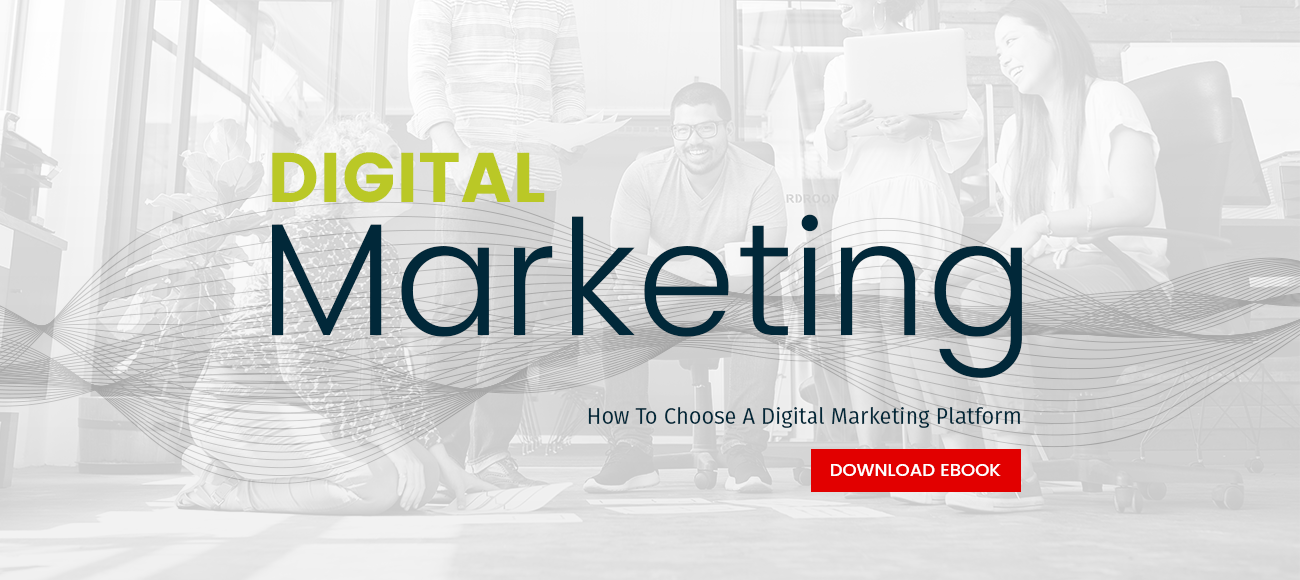 DIGITAL
Marketing
How To Choose A Digital Marketing Platform
DOWNLOAD EBOOK